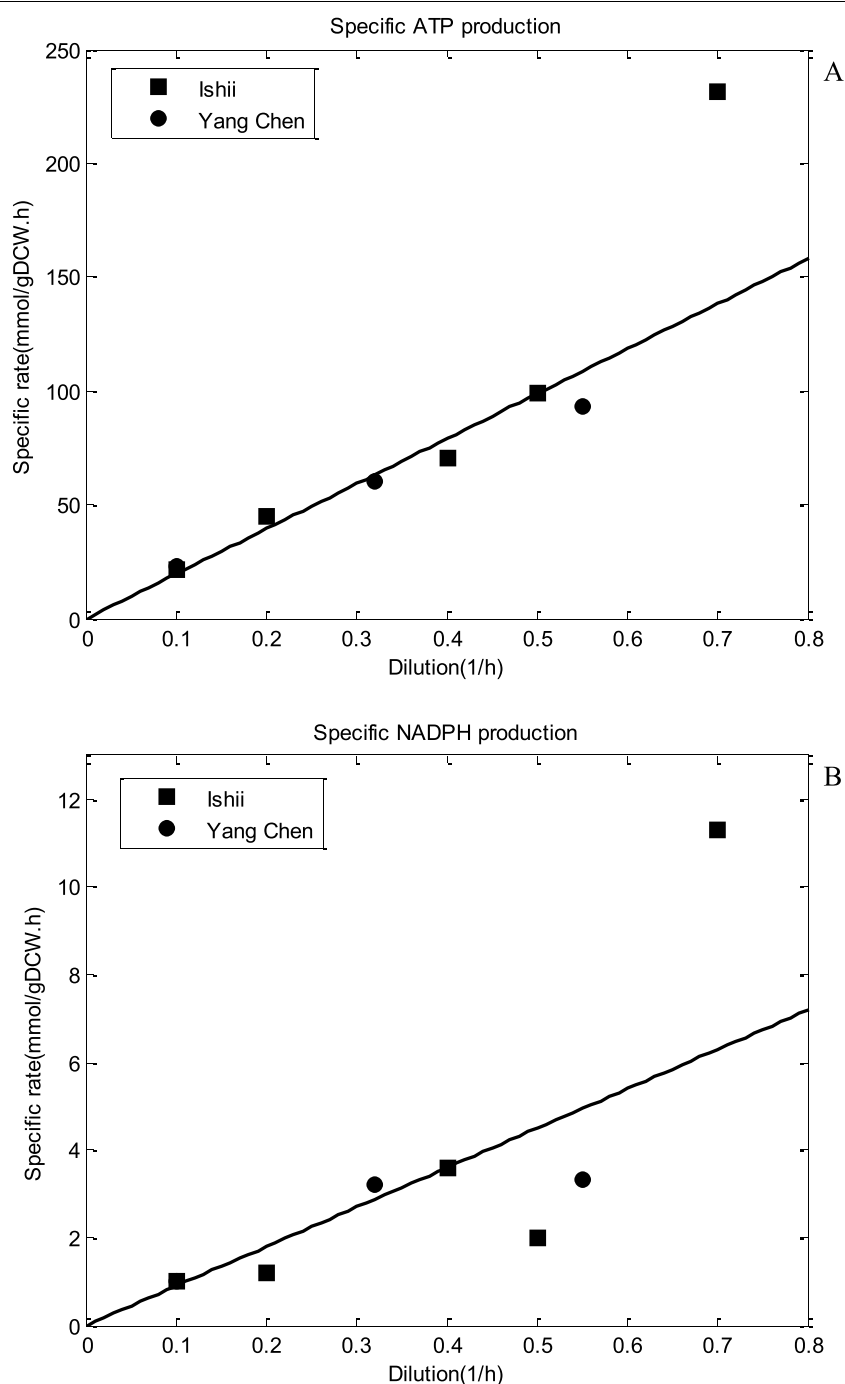 Specific ATP production
A
Ishii
Yang Chen
Specific rate(mmol/gDCW.h)
250
200
150
100
50
0
0 0.1 0.2 0.3 0.4 0.5 0.6 0.7 0.8
Dilution(1/h)
Specific NADPH production
B
Ishii
Yang Chen
Specific rate(mmol/gDCW.h)
12
10
8
6
4
2
0
0 0.1 0.2 0.3 0.4 0.5 0.6 0.7 0.8
Dilution(1/h)